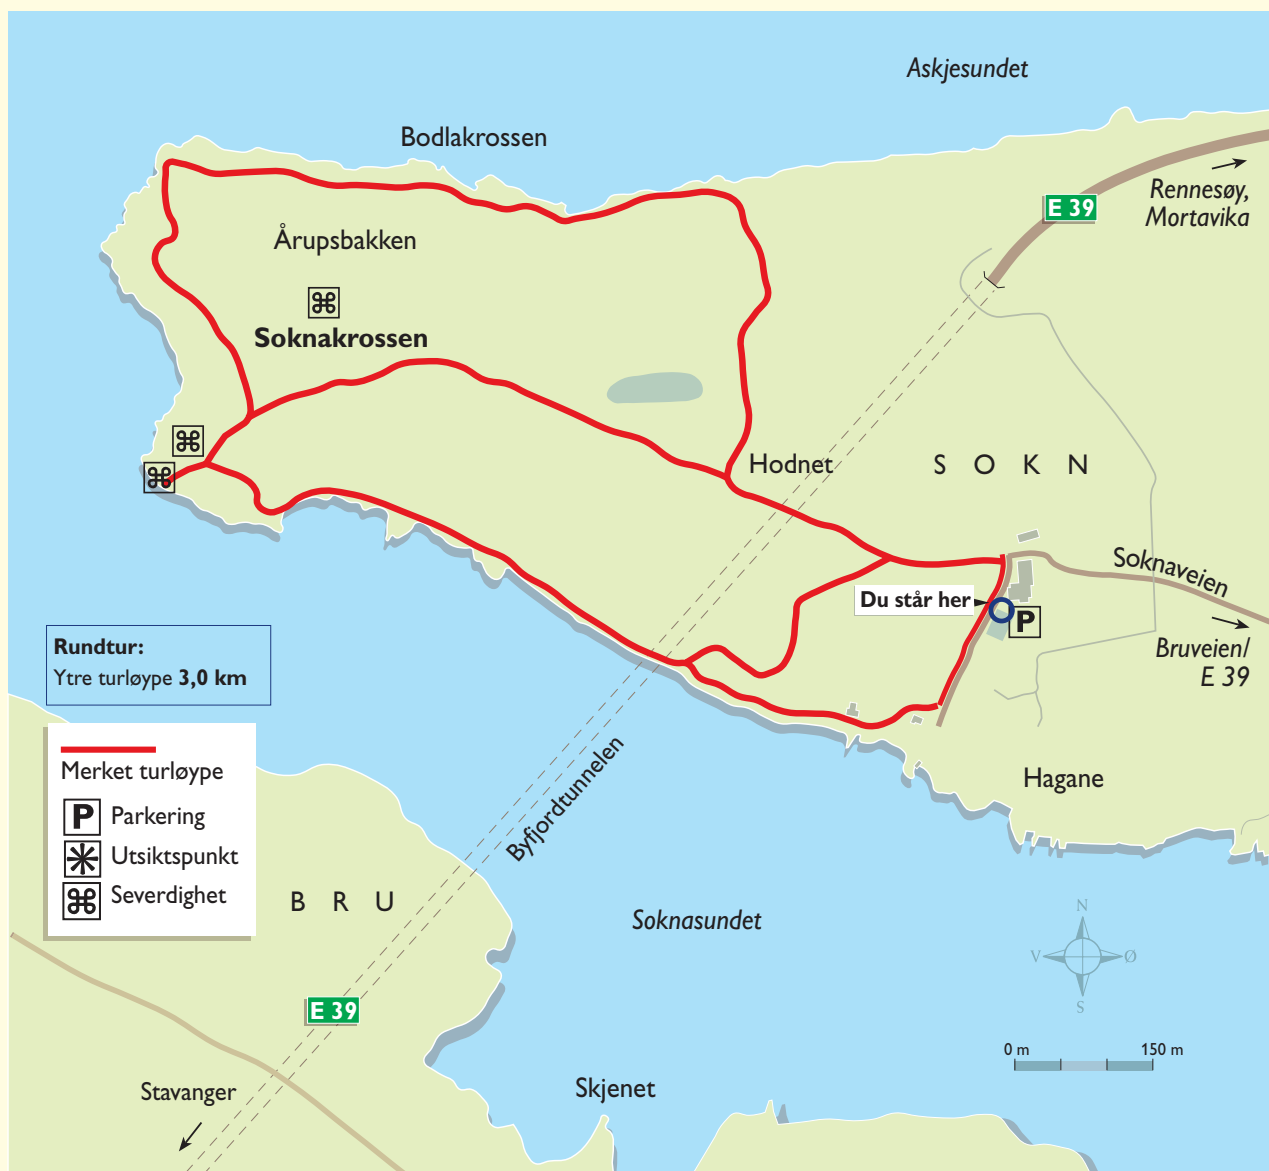 Askjesundet
Bodlakrossen
E 39
Rennesøy,
Mortavika
Årupsbakken
Soknakrossen
Hodnet
S O K N
Soknaveien
Du står her
P
Bruveien/
E 39
Rundtur:
Ytre turløype 3,0 km
Merket turløype
P Parkering
Utsiktspunkt
Severdighet
Byfjordtunnelen
Hagane
B R U
Soknasundet
N
V
Ø
S
E 39
0 m
150 m
Stavanger
Skjenet